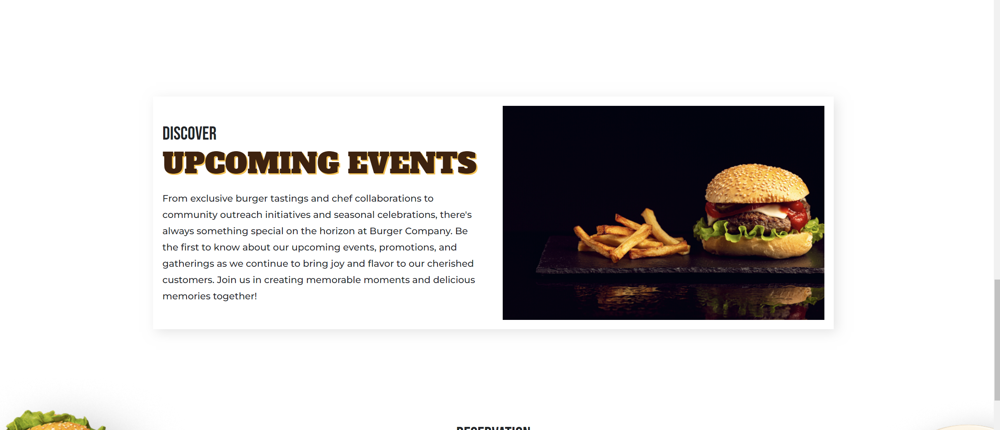 DISCOVER
UPCOMING EVENTS
From exclusive burger tastings and chef collaborations to
community outreach initiatives and seasonal celebrations, there's
always something special on the horizon at Burger Company. Be
the first to know about our upcoming events, promotions, and
gatherings as we continue to bring joy and flavor to our cherished
customers. Join us in creating memorable moments and delicious
memories together!
RESERVATION